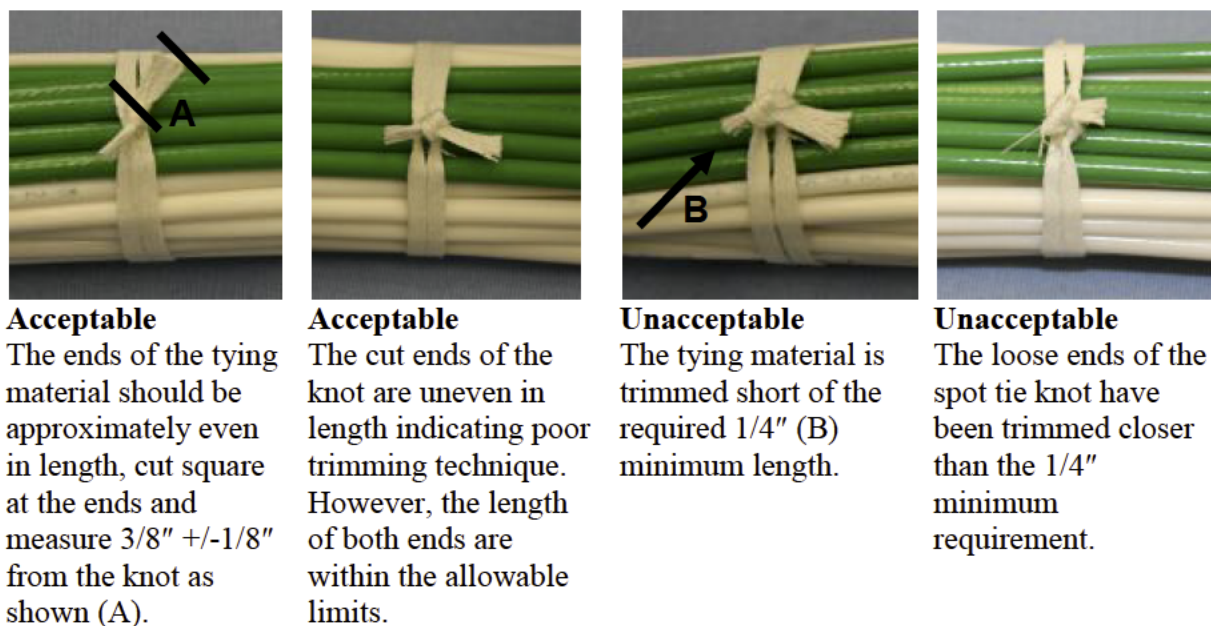 A
B
Acceptable
The ends of the tying
material should be
approximately even
in length, cut square
at the ends and
measure 3/8″ +/-1/8″
from the knot as
shown (A).
Acceptable
The cut ends of the
knot are uneven in
length indicating poor
trimming technique.
However, the length
of both ends are
within the allowable
limits.
Unacceptable
The tying material is
trimmed short of the
required 1/4″ (B)
minimum length.
Unacceptable
The loose ends of the
spot tie knot have
been trimmed closer
than the 1/4″
minimum
requirement.